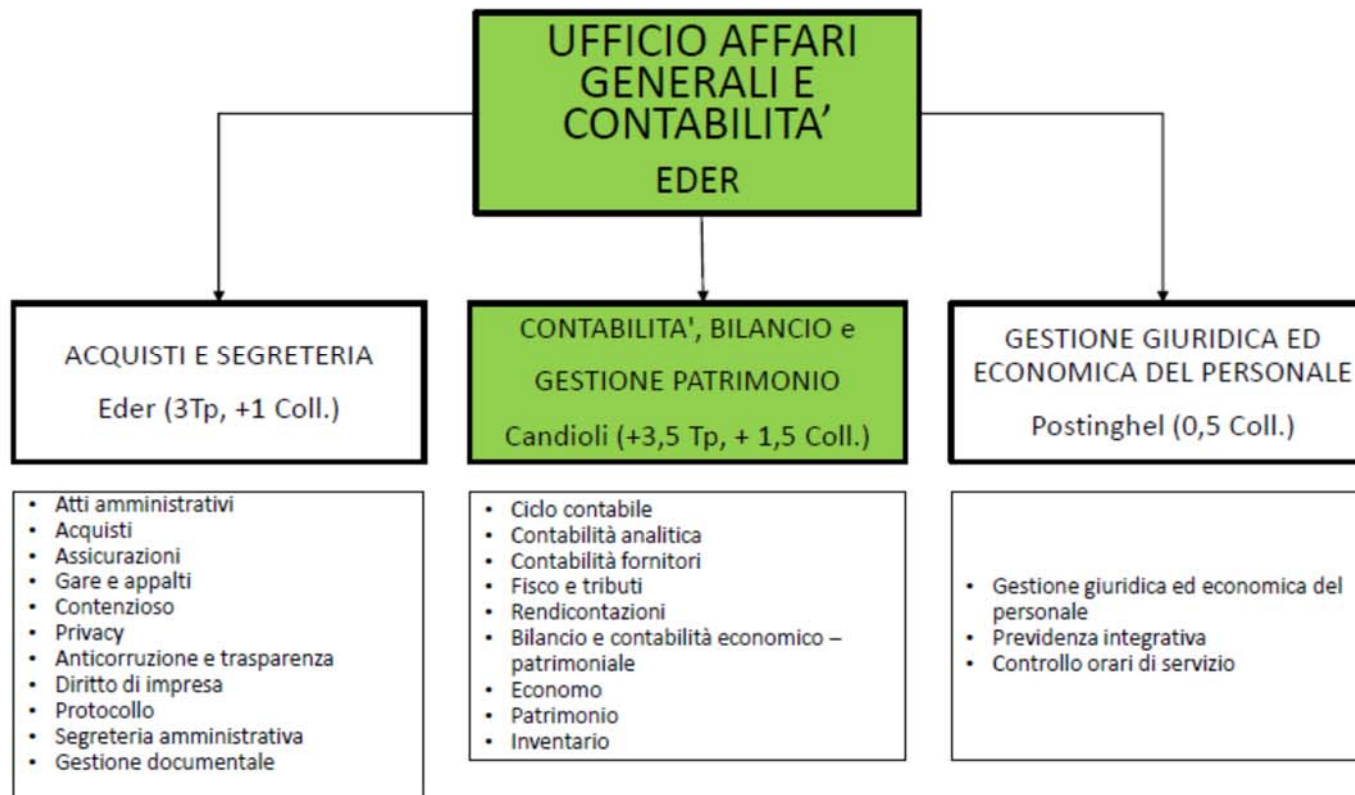 UFFICIO AFFARI
GENERALI E
CONTABILITA’
EDER
ACQUISTI E SEGRETERIA
Eder (3Tp, +1 Coll.)
CONTABILITA', BILANCIO e
GESTIONE PATRIMONIO
Candioli (+3,5 Tp, + 1,5 Coll.)
GESTIONE GIURIDICA ED
ECONOMICA DEL PERSONALE
Postinghel (0,5 Coll.)
• Atti amministrativi
• Acquisti
• Assicurazioni
• Gare e appalti
• Contenzioso
• Privacy
• Anticorruzione e trasparenza
• Diritto di impresa
• Protocollo
• Segreteria amministrativa
• Gestione documentale
• Ciclo contabile
• Contabilità analitica
• Contabilità fornitori
• Fisco e tributi
• Rendicontazioni
• Bilancio e contabilità economico –
patrimoniale
• Economo
• Patrimonio
• Inventario
• Gestione giuridica ed economica del
personale
• Previdenza integrativa
• Controllo orari di servizio